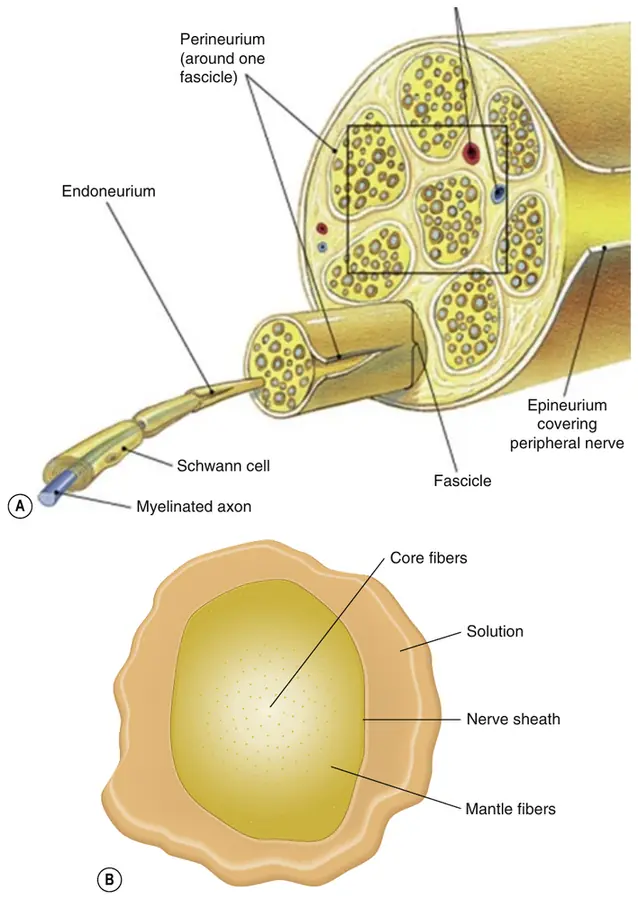 Perineurium
(around one
fascicle)
Endoneurium
Epineurium
covering
peripheral nerve
Schwann cell
Fascicle
A
Myelinated axon
Core fibers
Solution
Nerve sheath
Mantle fibers
B